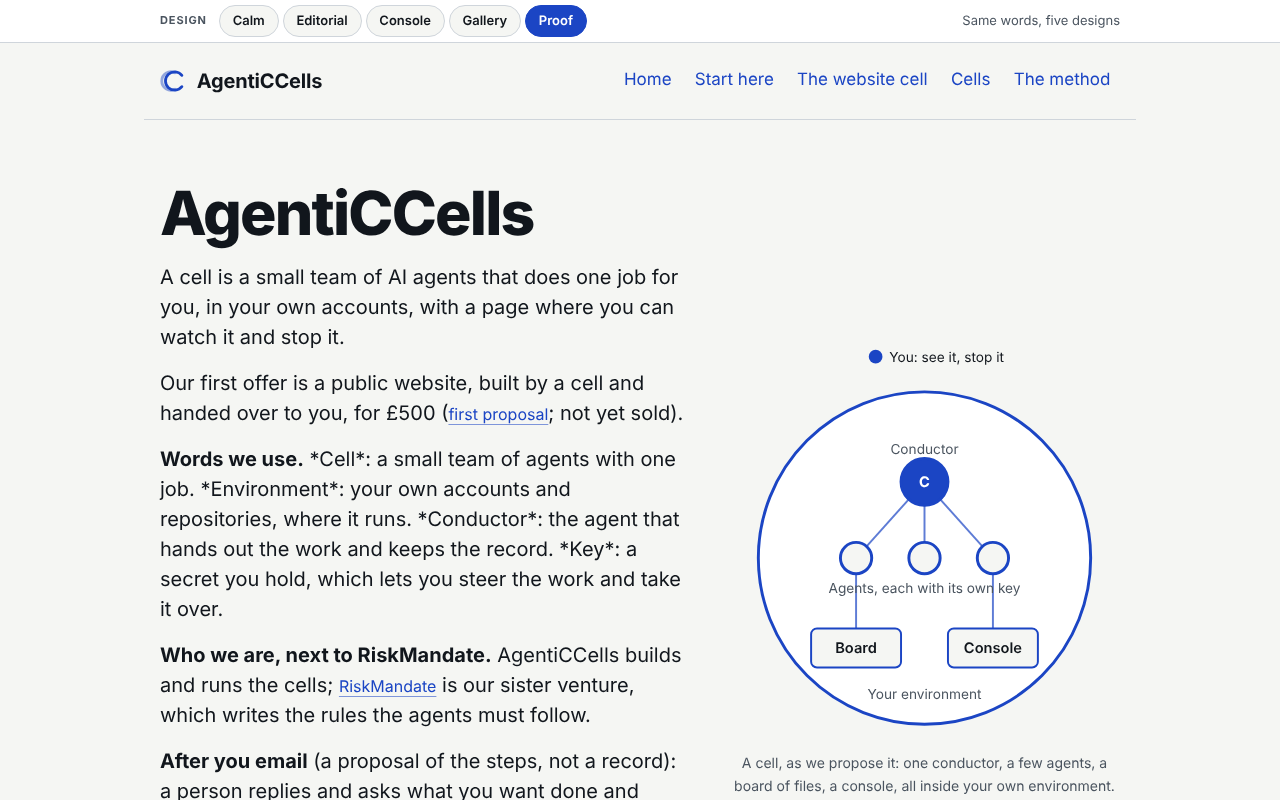 DESIGN Calm Editorial Console Gallery Proof Same words, five designs
AgentiCCells Home Start here The website cell Cells The method
AgentiCCells
A cell is a small team of AI agents that does one job for
you, in your own accounts, with a page where you can
watch it and stop it.
Our first offer is a public website, built by a cell and
handed over to you, for £500 (first proposal; not yet sold).
Words we use. *Cell*: a small team of agents with one
job. *Environment*: your own accounts and
repositories, where it runs. *Conductor*: the agent that
hands out the work and keeps the record. *Key*: a
secret you hold, which lets you steer the work and take
it over.
Who we are, next to RiskMandate. AgentiCCells builds
and runs the cells; RiskMandate is our sister venture,
which writes the rules the agents must follow.
After you email (a proposal of the steps, not a record):
a person replies and asks what you want done and
You: see it, stop it
Conductor
C
Agents, each with its own key
Board Console
Your environment
A cell, as we propose it: one conductor, a few agents, a
board of files, a console, all inside your own environment.